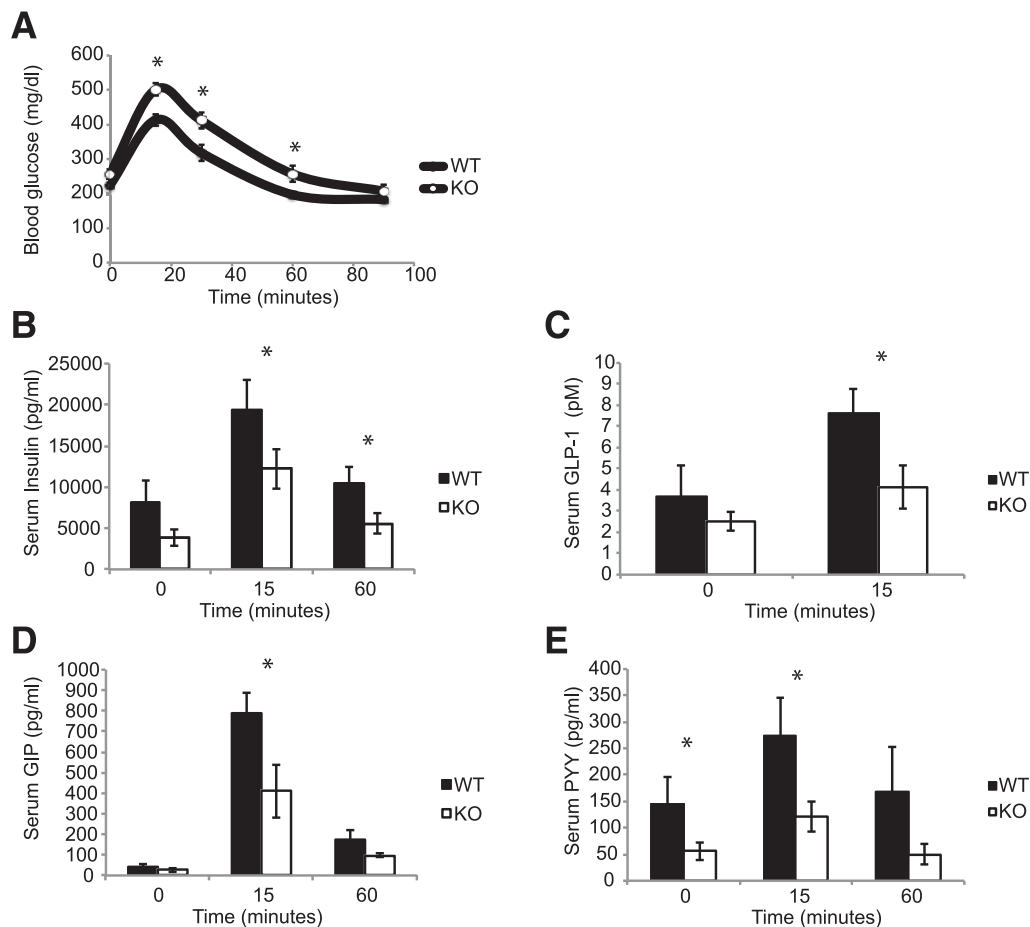 A
Blood glucose (mg/dl)
600
500
400
300
200
100
0
* * *
0 20 40 60 80 100
Time (minutes)
WT
KO
B
Serum Insulin (pg/ml)
25000
20000
15000
10000
5000
0
* *
0 15 60
Time (minutes)
WT
KO
C
Serum GLP-1 (pM)
10
9
8
7
6
5
4
3
2
1
0
*
0 15
Time (minutes)
WT
KO
D
Serum GIP (pg/ml)
1000
900
800
700
600
500
400
300
200
100
0
*
0 15 60
Time (minutes)
WT
KO
E
Serum PYY (pg/ml)
400
350
300
250
200
150
100
50
0
* *
0 15 60
Time (minutes)
WT
KO